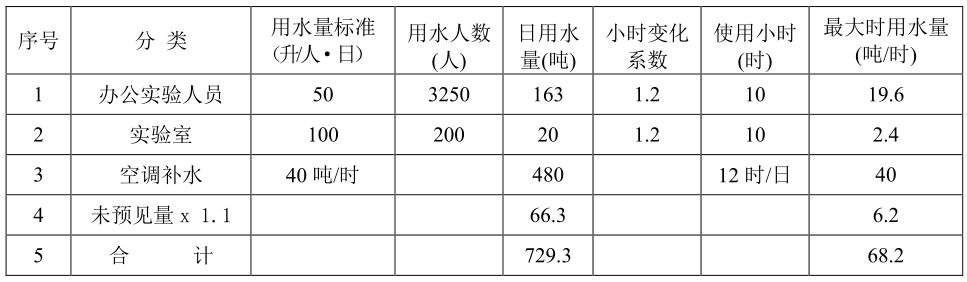 序号 分 类 用水量标准(升/人·日) 用水人数(人) 日用水量(吨) 小时变化系数 使用小时(时) 最大时用水量(吨/时)
1 办公实验人员 50 3250 163 1.2 10 19.6
2 实验室 100 200 20 1.2 10 2.4
3 空调补水 40 吨/时 480 12 时/日 40
4 未预见量 x 1.1 66.3 6.2
5 合 计 729.3 68.2